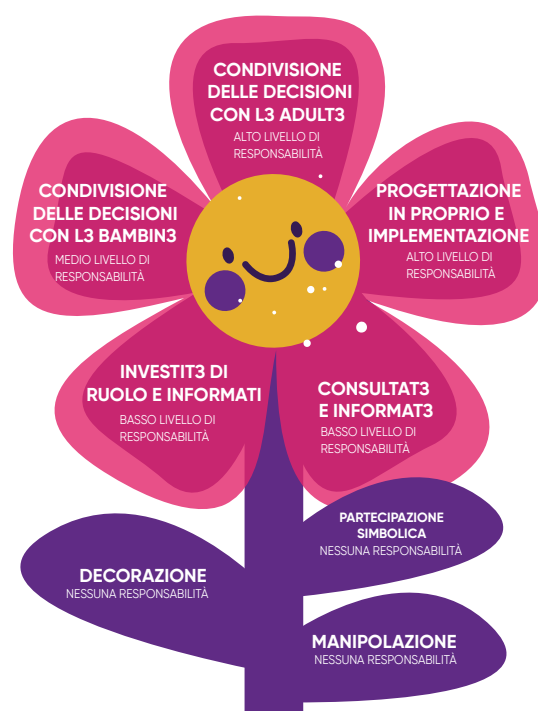 CONDIVISIONE
DELLE DECISIONI
CON L3 ADULT3
ALTO LIVELLO DI
RESPONSABILITÀ
CONDIVISIONE
DELLE DECISIONI
CON L3 BAMBIN3
MEDIO LIVELLO DI
RESPONSABILITÀ
PROGETTAZIONE
IN PROPRIO E
IMPLEMENTAZIONE
ALTO LIVELLO DI
RESPONSABILITÀ
INVESTIT3 DI
RUOLO E INFORMATI
BASSO LIVELLO DI
RESPONSABILITÀ
CONSULTAT3
E INFORMAT3
BASSO LIVELLO DI
RESPONSABILITÀ
PARTECIPAZIONE
SIMBOLICA
NESSUNA RESPONSABILITÀ
DECORAZIONE
NESSUNA RESPONSABILITÀ
MANIPOLAZIONE
NESSUNA RESPONSABILITÀ